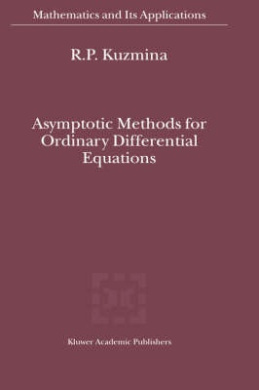 Mathematics and Its Applications
R.P. Kuzmina
Asymptotic Methods for
Ordinary Differential
Equations
Kluwer Academic Publishers